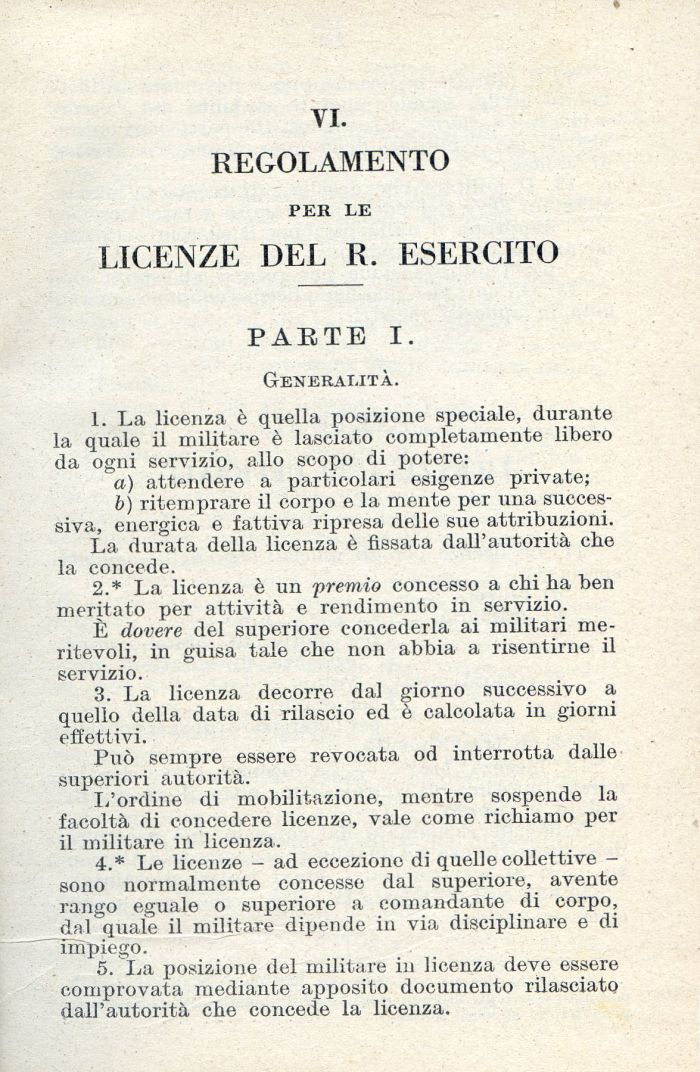 VI.
REGOLAMENTO
PER LE
LICENZE DEL R. ESERCITO
PARTE I.
GENERALITÀ.
1. La licenza è quella posizione speciale, durante
la quale il militare è lasciato completamente libero
da ogni servizio, allo scopo di potere:
a) attendere a particolari esigenze private;
b) ritemprare il corpo e la mente per una succes-
siva, energica e fattiva ripresa delle sue attribuzioni.
La durata della licenza è fissata dall'autorità che
la concede.
2.* La licenza è un premio concesso a chi ha ben
meritato per attività e rendimento in servizio.
È dovere del superiore concederla ai militari me-
ritevoli, in guisa tale che non abbia a risentirne il
servizio.
3. La licenza decorre dal giorno successivo a
quello della data di rilascio ed è calcolata in giorni
effettivi.
Può sempre essere revocata od interrotta dalle
superiori autorità.
L'ordine di mobilitazione, mentre sospende la
facoltà di concedere licenze, vale come richiamo per
il militare in licenza.
4.* Le licenze – ad eccezione di quelle collettive –
sono normalmente concesse dal superiore, avente
rango eguale o superiore a comandante di corpo,
dal quale il militare dipende in via disciplinare e di
impiego.
5. La posizione del militare in licenza deve essere
comprovata mediante apposito documento rilasciato
dall'autorità che concede la licenza.